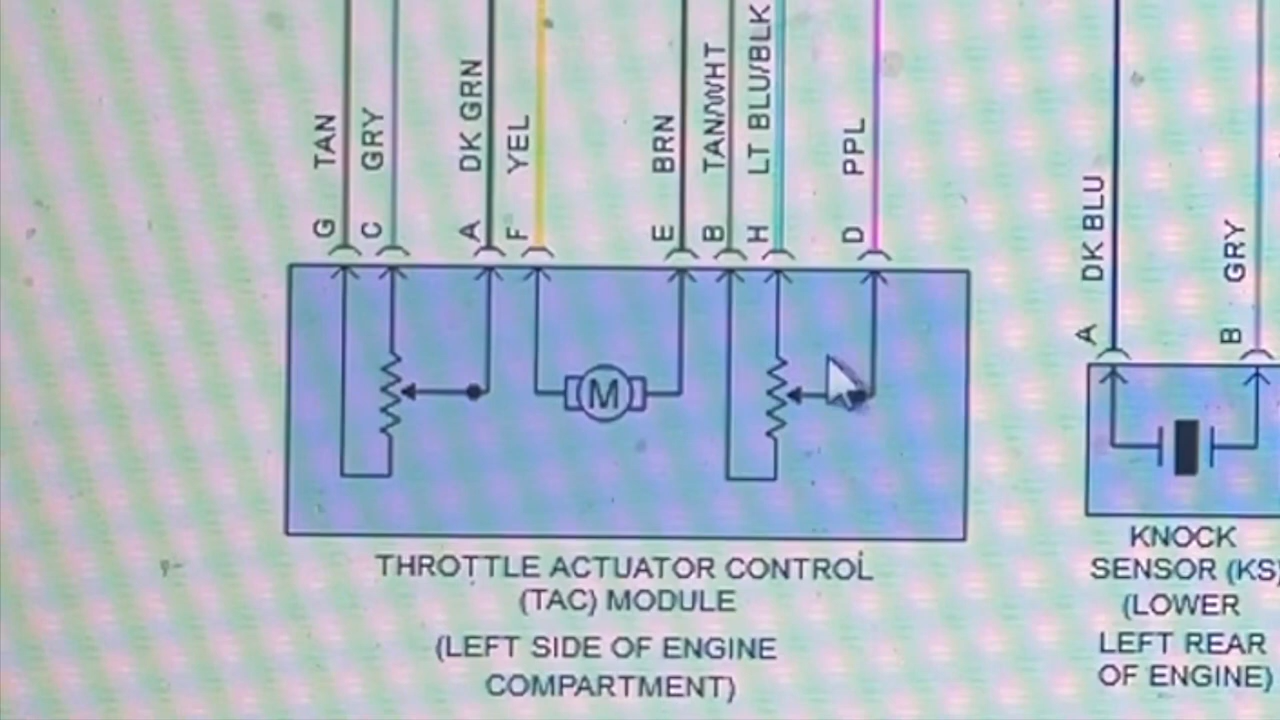 G TAN
C GRY
A DK GRN
F YEL
E BRN
B TAN/WHT
H LT BLU/BLK
D PPL
A DK BLU
B GRY
M
THROTTLE ACTUATOR CONTROL
(TAC) MODULE
(LEFT SIDE OF ENGINE
COMPARTMENT)
KNOCK
SENSOR (KS)
(LOWER
LEFT REAR
OF ENGINE)